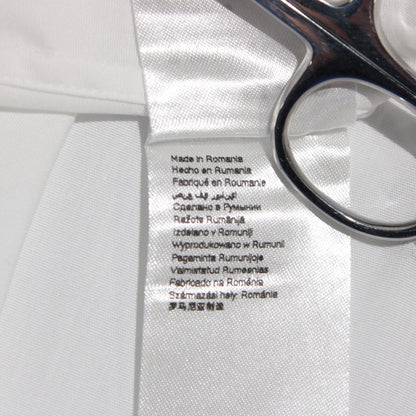 Made in Romania
Hecho en Rumania
Fabriqué en Roumanie
Сделано в Румынии
Ražots Rumānijā
Izdelano v Romuniji
Wyprodukowano w Rumunii
Pagaminta Rumunijoje
Valmistatud Rumeenias
Fabricado na Roménia
Származási hely: Románia
罗马尼亚制造